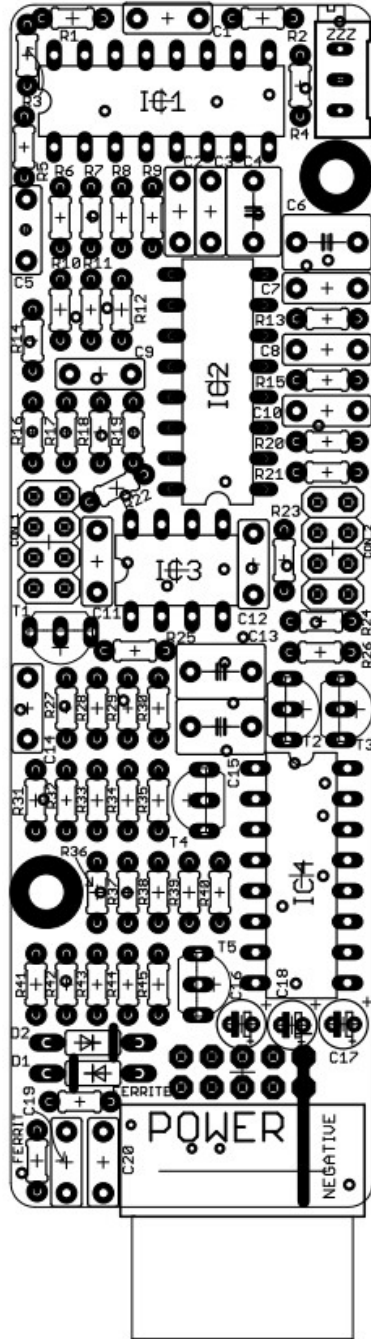 R1
C1
R2
ZZZ
R3
IC1
R4
R5
C2 C3 C4
R6 R7 R8 R9
C6
C5
R10 R11
R12
C7
R13
R14
C8
C9
IC2
R15
C10
R16 R17 R18 R19
R20
R21
R22
R23
CON1
CON2
IC3
T1
C11
C12
C13
R24
R25
R26
R27 R28 R29 R30
C14
T2
T3
C15
R31 R32 R33 R34 R35
T4
R36
R37 R38 R39 R40
IC4
T5
R41 R42 R43 R44 R45
C16
C18
C17
D2
D1
C19
ERRITE
FERRIT
POWER
C20
NEGATIVE